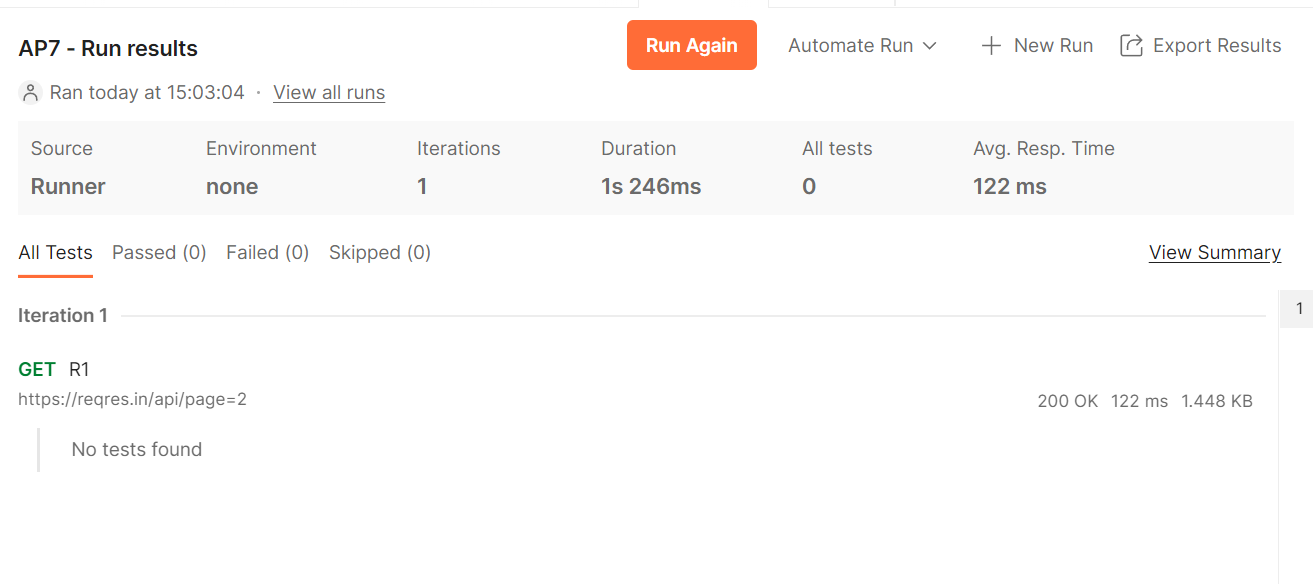 AP7 - Run results
Run Again
Automate Run
New Run
Export Results
Ran today at 15:03:04 · View all runs
Source Environment Iterations Duration All tests Avg. Resp. Time
Runner none 1 1s 246ms 0 122 ms
All Tests Passed (0) Failed (0) Skipped (0) View Summary
Iteration 1
1
GET R1
https://reqres.in/api/page=2
200 OK 122 ms 1.448 KB
No tests found